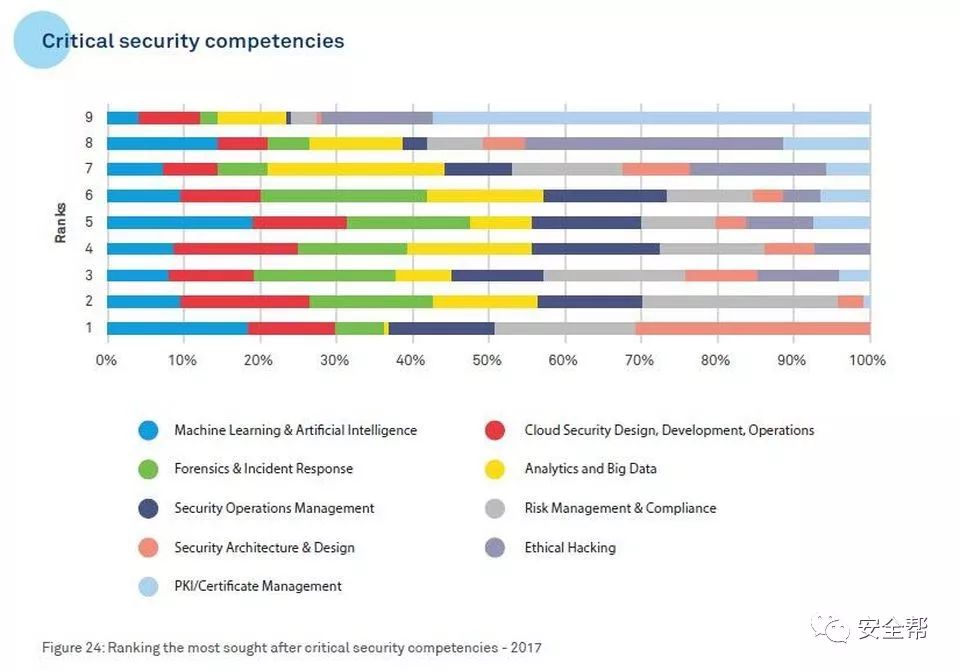 Critical security competencies
Ranks
9
8
7
6
5
4
3
2
1
0% 10% 20% 30% 40% 50% 60% 70% 80% 90% 100%
Machine Learning & Artificial Intelligence
Cloud Security Design, Development, Operations
Forensics & Incident Response
Analytics and Big Data
Security Operations Management
Risk Management & Compliance
Security Architecture & Design
Ethical Hacking
PKI/Certificate Management
安全帮
Figure 24: Ranking the most sought after critical security competencies - 2017